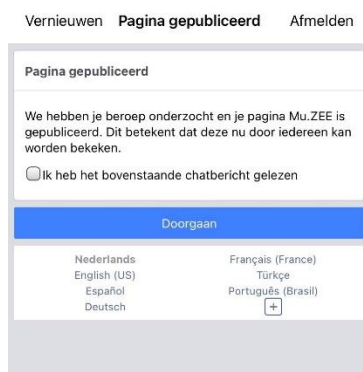 Vernieuwen Pagina gepubliceerd Afmelden
Pagina gepubliceerd
We hebben je beroep onderzocht en je pagina Mu.ZEE is
gepubliceerd. Dit betekent dat deze nu door iedereen kan
worden bekeken.
Ik heb het bovenstaande chatbericht gelezen
Doorgaan
Nederlands Français (France)
English (US) Türkçe
Español Português (Brasil)
Deutsch +